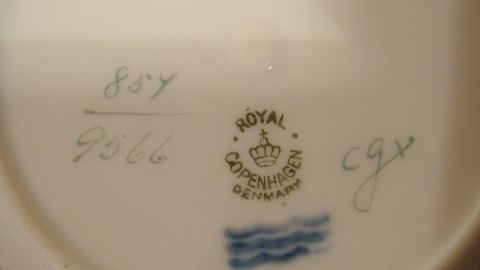 857
9566
ROYAL
COPENHAGEN
DENMARK
cgx